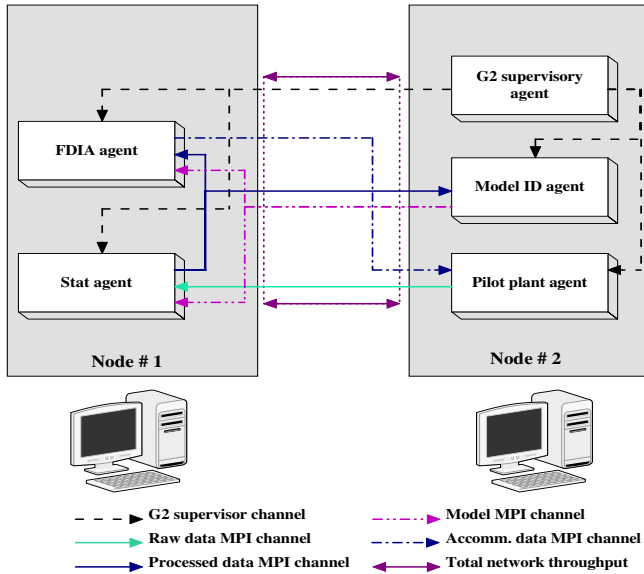 G2 supervisory
agent
FDIA agent
Model ID agent
Stat agent
Pilot plant agent
Node # 1
Node # 2
G2 supervisor channel
Model MPI channel
Raw data MPI channel
Accomm. data MPI channel
Processed data MPI channel
Total network throughput